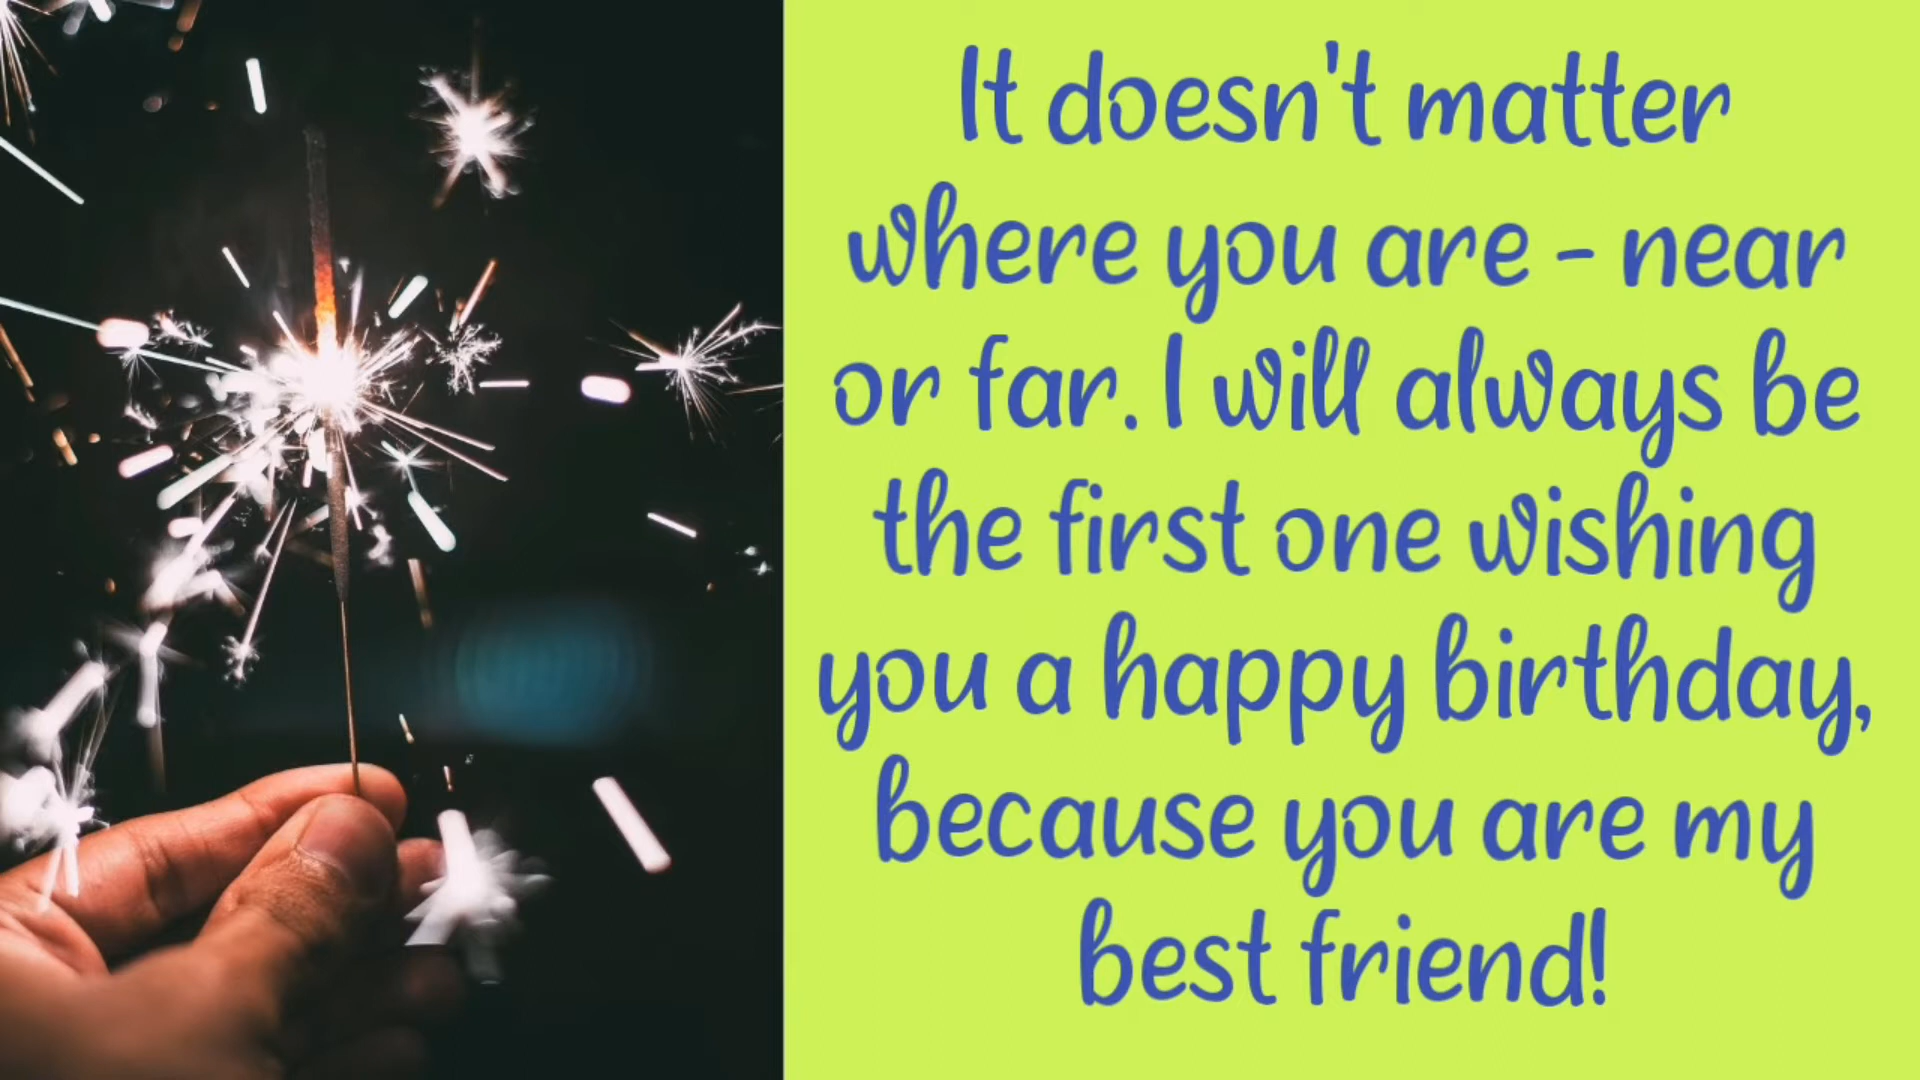 It doesn't matter
where you are - near
or far. I will always be
the first one wishing
you a happy birthday,
because you are my
best friend!